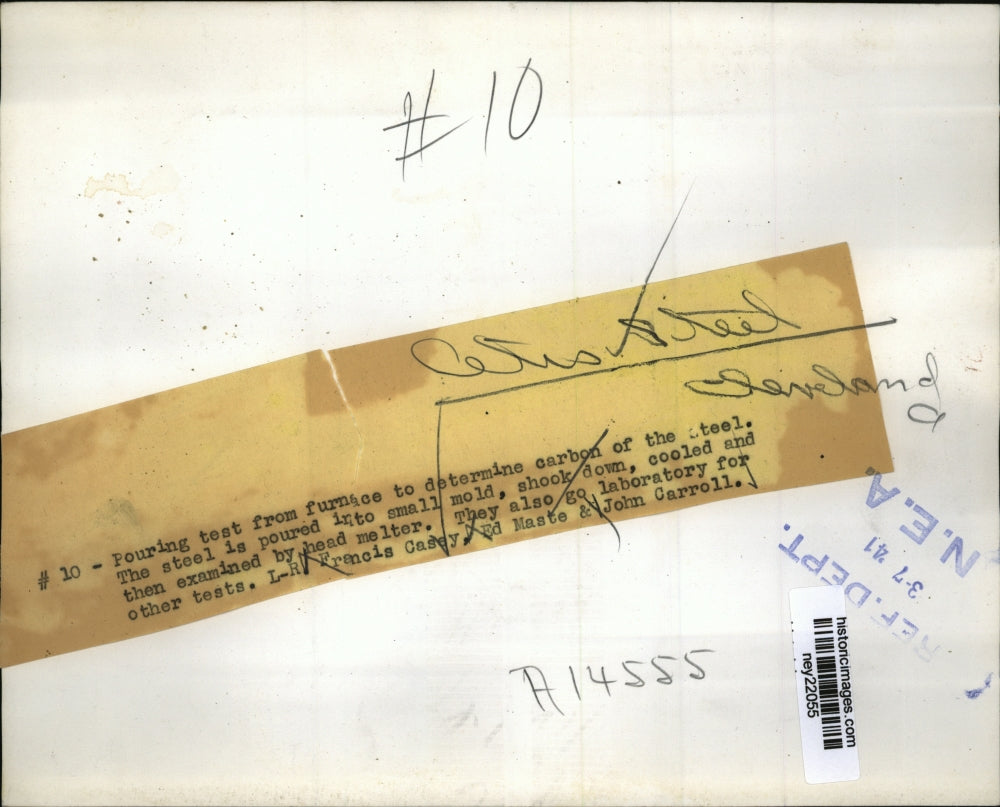 # 10
Otis Steel
Cleveland
O
# 10 - Pouring test from furnace to determine carbon of the steel.
The steel is poured into small mold, shook down, cooled and
then examined by head melter. They also go laboratory for
other tests. L-R Francis Casey, Ed Maste & John Carroll.
N.E.A.
3-7 41
REF. DEPT.
A14555
historicimages.com
ney22055